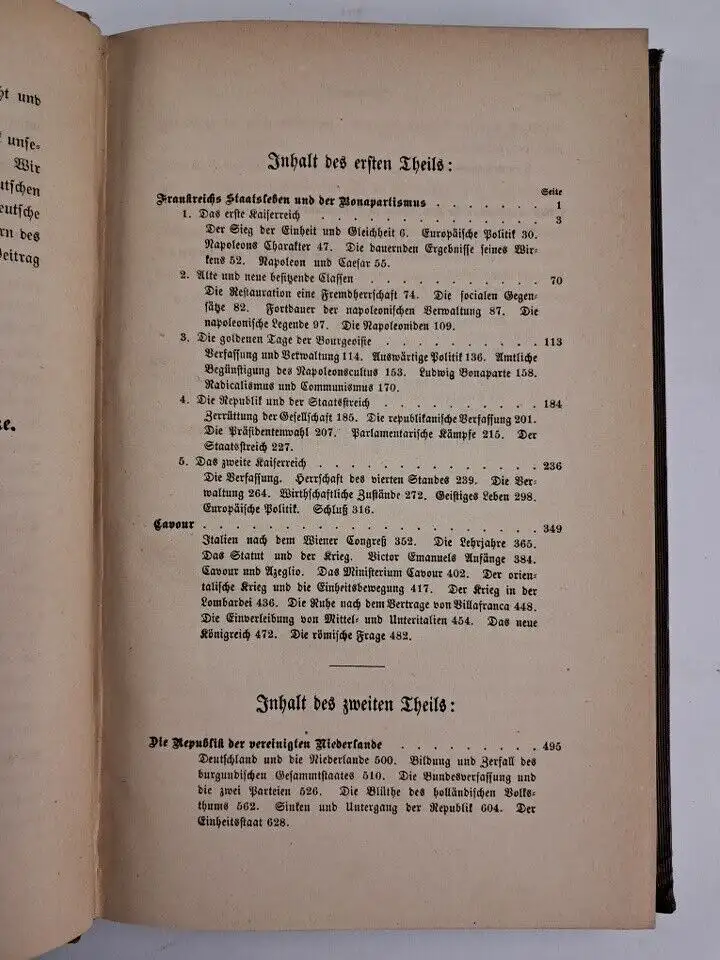 ht und
unse-
Wir
utschen
eutsche
rn des
Beitrag
Inhalt des ersten Theils:
Seite
Frankreichs Staatsleben und der Bonapartismus . . . . . . . 1
1. Das erste Kaiserreich . . . . . . . . . . . . . . 3
Der Sieg der Einheit und Gleichheit 6. Europäische Politik 30.
Napoleons Charakter 47. Die dauernden Ergebnisse seines Wir-
kens 52. Napoleon und Caesar 55.
2. Alte und neue besitzende Classen . . . . . . . . . . . 70
Die Restauration eine Fremdherrschaft 74. Die socialen Gegen-
sätze 82. Fortdauer der napoleonischen Verwaltung 87. Die
napoleonische Legende 97. Die Napoleoniden 109.
3. Die goldenen Tage der Bourgeoisie . . . . . . . . . . 113
Verfassung und Verwaltung 114. Auswärtige Politik 136. Amtliche
Begünstigung des Napoleonscultus 153. Ludwig Bonaparte 158.
Radicalismus und Communismus 170.
4. Die Republik und der Staatsstreich . . . . . . . . . . 184
Zerrüttung der Gesellschaft 185. Die republikanische Verfassung 201.
Die Präsidentenwahl 207. Parlamentarische Kämpfe 215. Der
Staatsstreich 227.
5. Das zweite Kaiserreich . . . . . . . . . . . . . . 236
Die Verfassung. Herrschaft des vierten Standes 239. Die Ver-
waltung 264. Wirthschaftliche Zustände 272. Geistiges Leben 298.
Europäische Politik. Schluß 316.
Cavour . . . . . . . . . . . . . . . . . . . . 349
Italien nach dem Wiener Congreß 352. Die Lehrjahre 365.
Das Statut und der Krieg. Victor Emanuels Anfänge 384.
Cavour und Azeglio. Das Ministerium Cavour 402. Der orien-
talische Krieg und die Einheitsbewegung 417. Der Krieg in der
Lombardei 436. Die Ruhe nach dem Vertrage von Villafranca 448.
Die Einverleibung von Mittel- und Unteritalien 454. Das neue
Königreich 472. Die römische Frage 482.
Inhalt des zweiten Theils:
Die Republik der vereinigten Niederlande . . . . . . . . . 495
Deutschland und die Niederlande 500. Bildung und Zerfall des
burgundischen Gesammtstaates 510. Die Bundesverfassung und
die zwei Parteien 526. Die Blüthe des holländischen Volks-
thums 562. Sinken und Untergang der Republik 604. Der
Einheitsstaat 628.